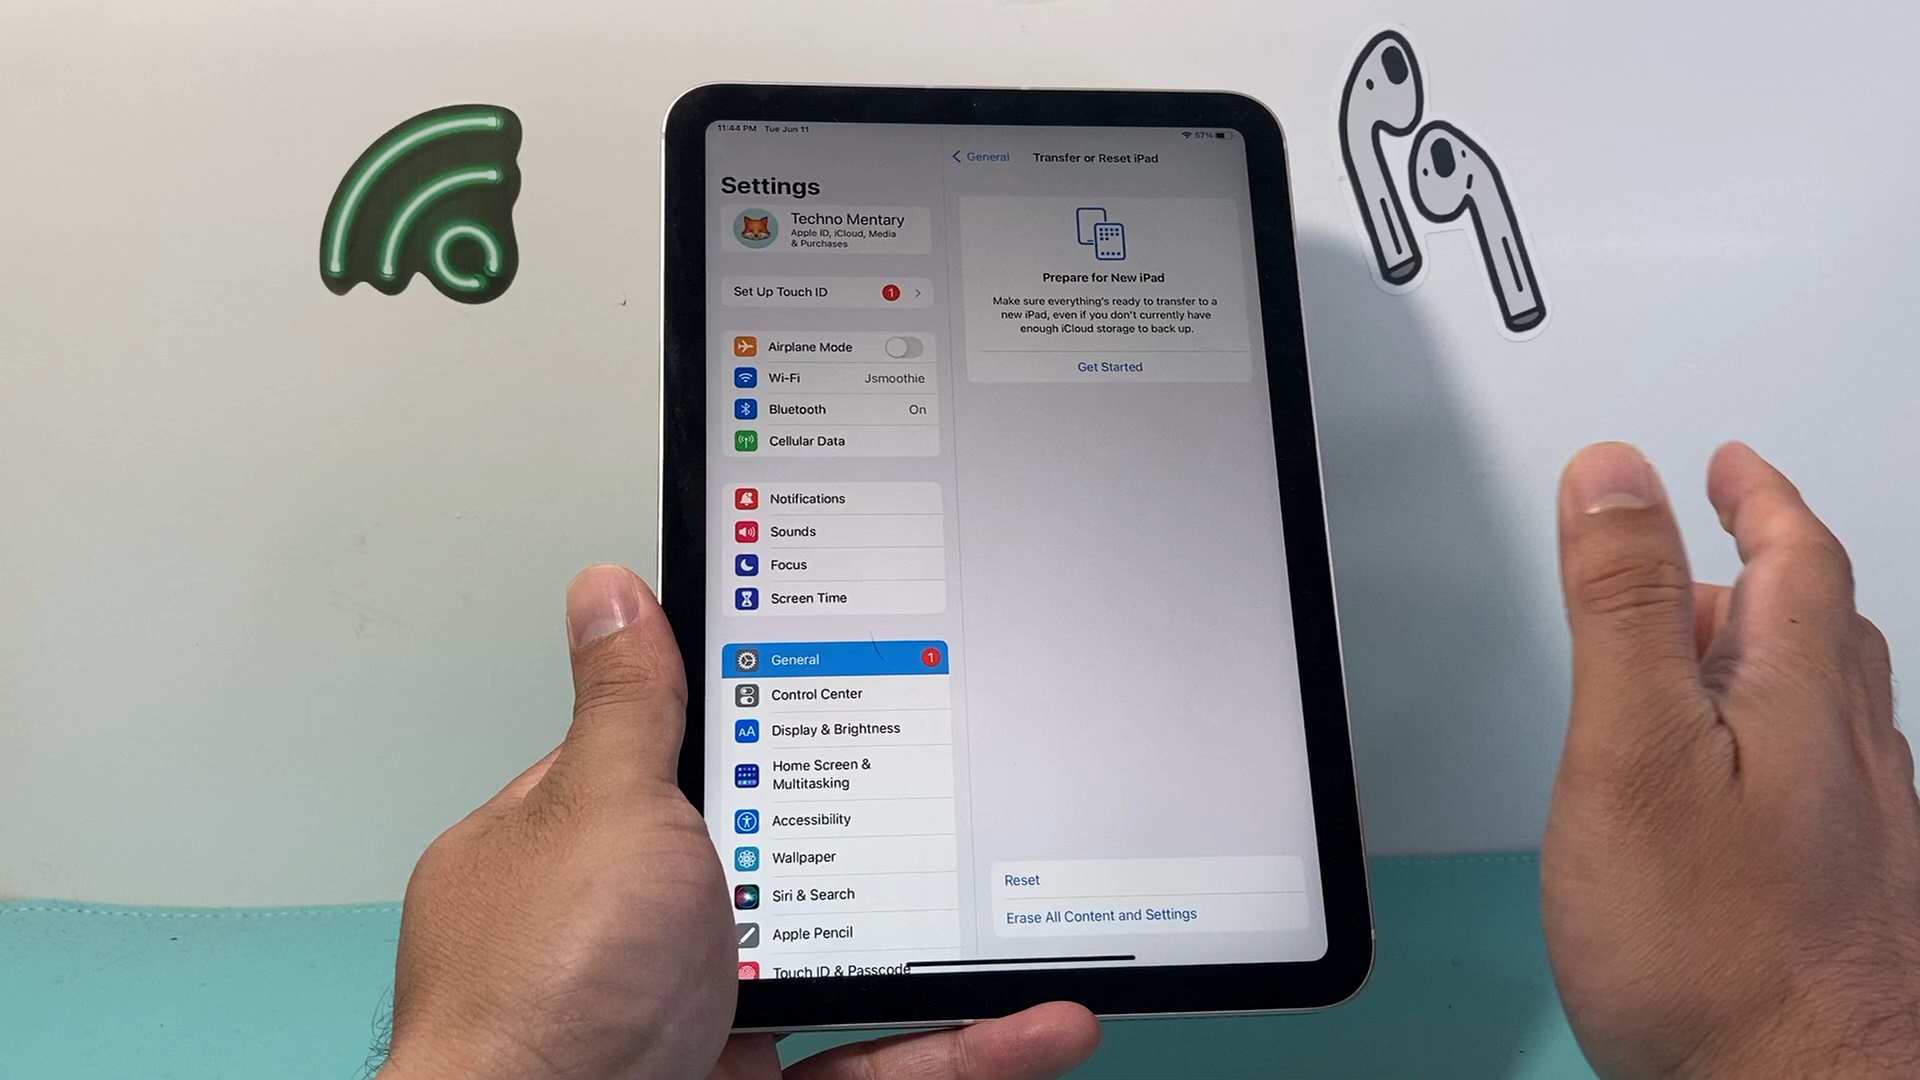 11:44 PM Tue Jun 11
57%
Settings
Techno Mentary
Apple ID, iCloud, Media
& Purchases
Set Up Touch ID 1
Airplane Mode
Wi-Fi Jsmoothie
Bluetooth On
Cellular Data
Notifications
Sounds
Focus
Screen Time
General 1
Control Center
AA Display & Brightness
Home Screen &
Multitasking
Accessibility
Wallpaper
Siri & Search
Apple Pencil
Touch ID & Passcode
General Transfer or Reset iPad
Prepare for New iPad
Make sure everything's ready to transfer to a
new iPad, even if you don't currently have
enough iCloud storage to back up.
Get Started
Reset
Erase All Content and Settings